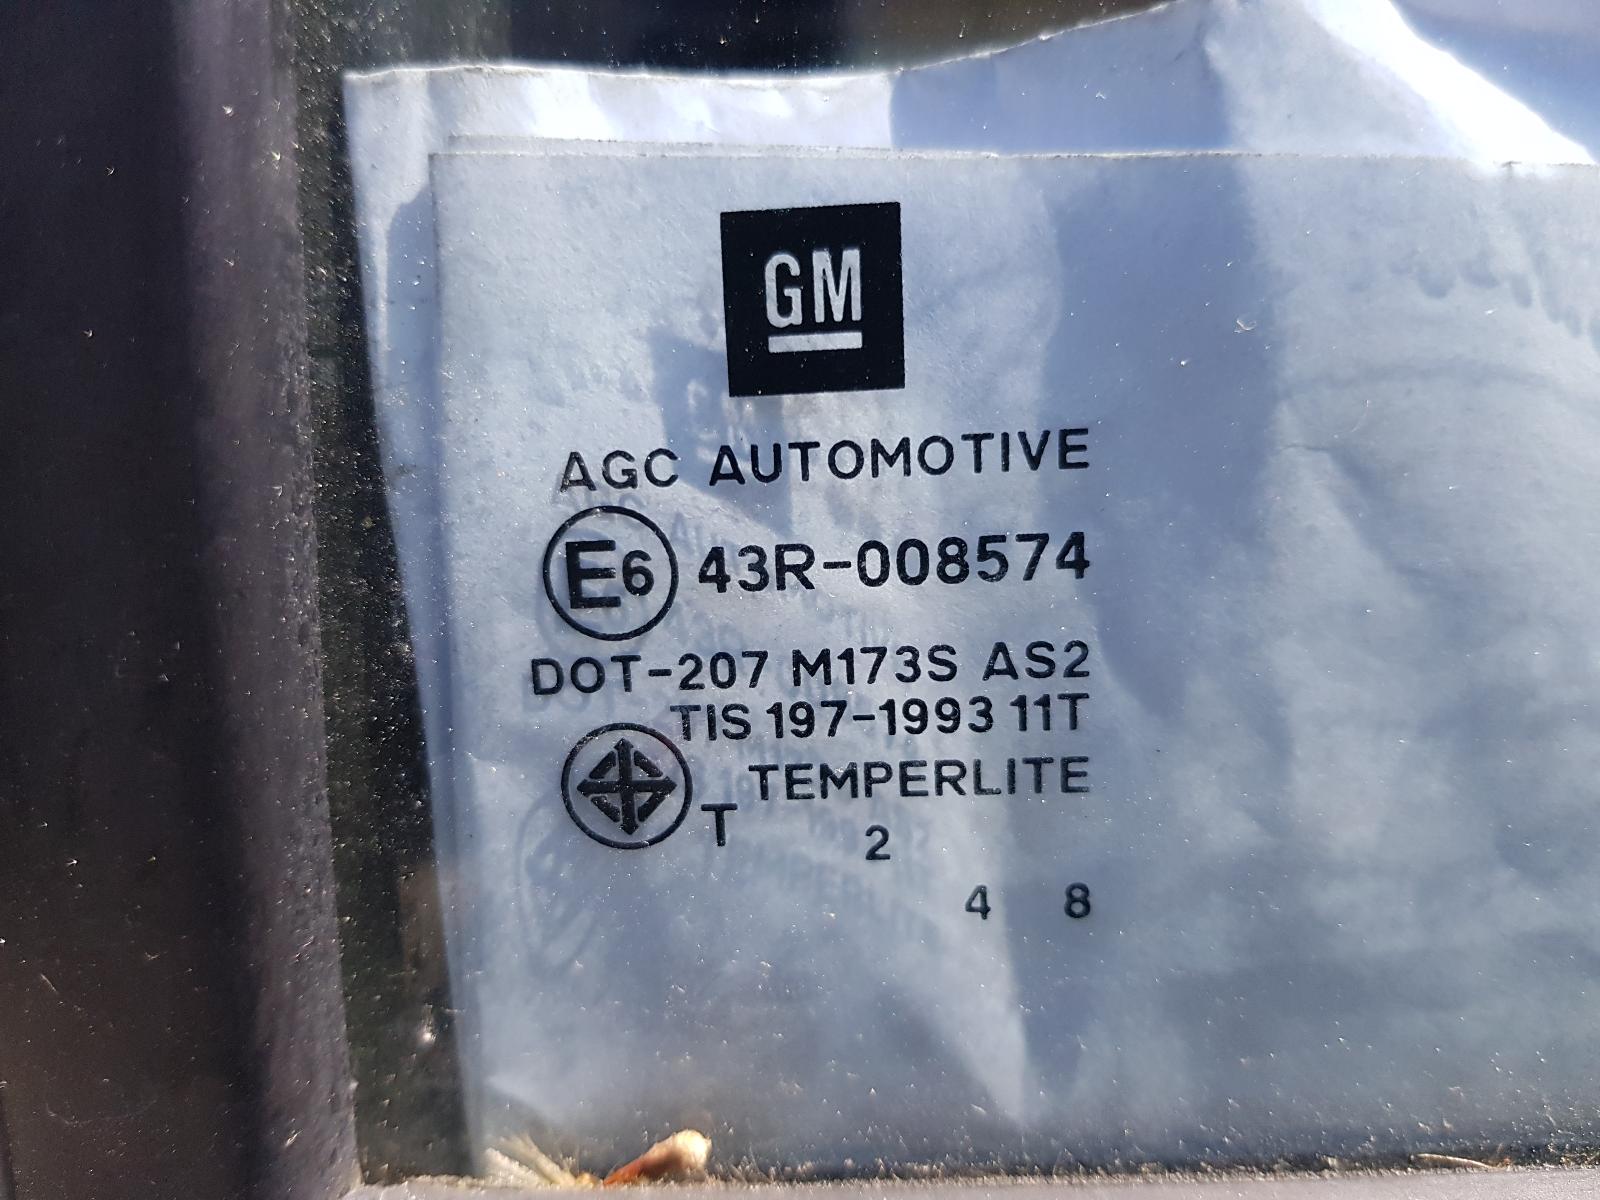 GM
AGC AUTOMOTIVE
E6 43R-008574
DOT-207 M173S AS2
TIS 197-1993 11T
TEMPERLITE
T 2
4 8